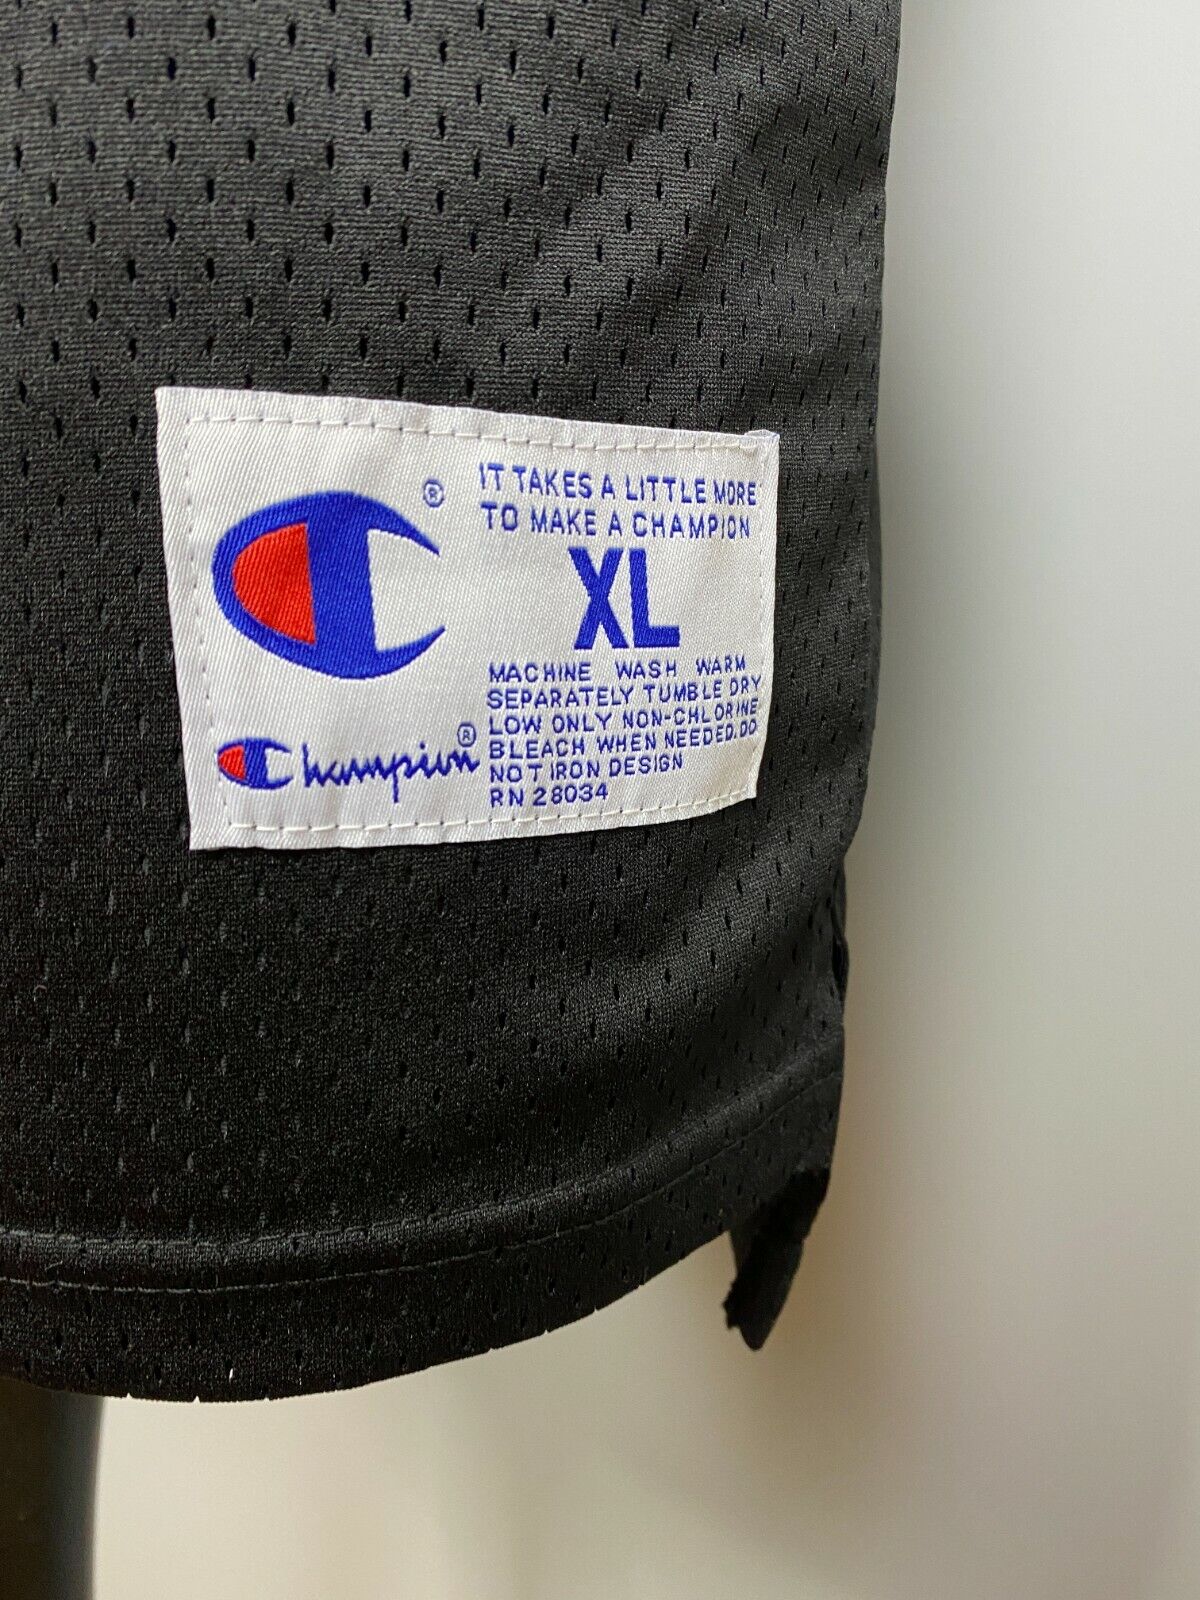 ®
IT TAKES A LITTLE MORE
TO MAKE A CHAMPION
XL
MACHINE WASH WARM
SEPARATELY TUMBLE DRY
LOW ONLY NON-CHLORINE
BLEACH WHEN NEEDED. DO
NOT IRON DESIGN
RN 28034
Champion®